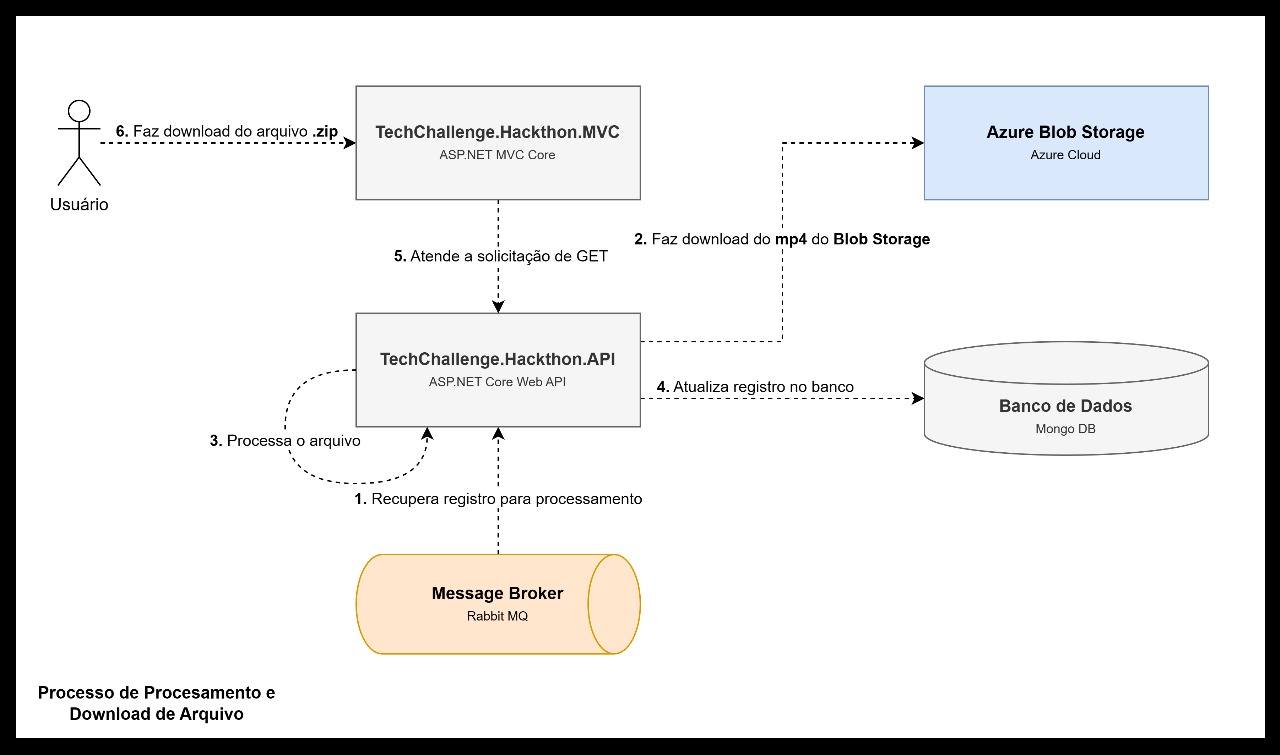 6. Faz download do arquivo .zip
Usuário
TechChallenge.Hackthon.MVC
ASP.NET MVC Core
Azure Blob Storage
Azure Cloud
2. Faz download do mp4 do Blob Storage
5. Atende a solicitação de GET
TechChallenge.Hackthon.API
ASP.NET Core Web API
4. Atualiza registro no banco
Banco de Dados
Mongo DB
3. Processa o arquivo
1. Recupera registro para processamento
Message Broker
Rabbit MQ
Processo de Procesamento e
Download de Arquivo